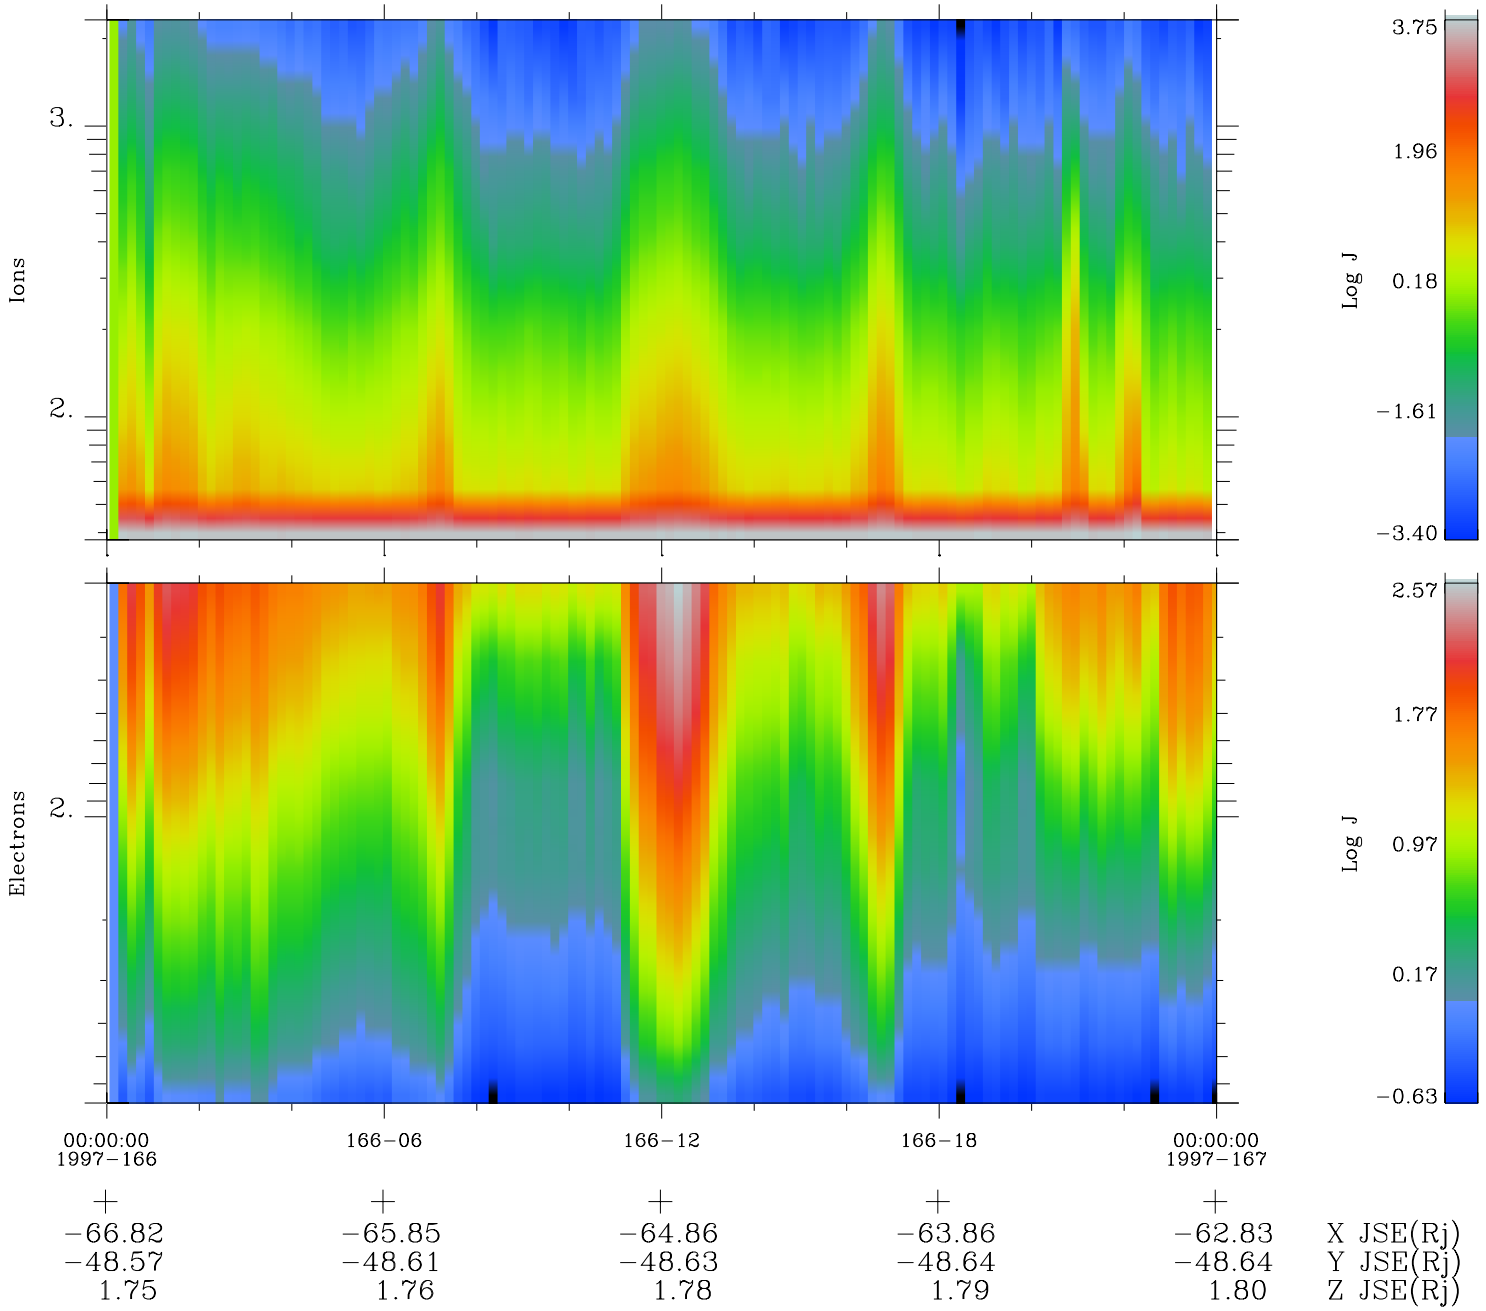 3.
2.
Ions
3.75
1.96
0.18
−1.61
−3.40
Log J
2.
Electrons
2.57
1.77
0.97
0.17
−0.63
Log J
00:00:00 166−06 166−12 166−18 00:00:00
1997−166 1997−167
−66.82 −65.85 −64.86 −63.86 −62.83 X JSE(Rj)
−48.57 −48.61 −48.63 −48.64 −48.64 Y JSE(Rj)
1.75 1.76 1.78 1.79 1.80 Z JSE(Rj)